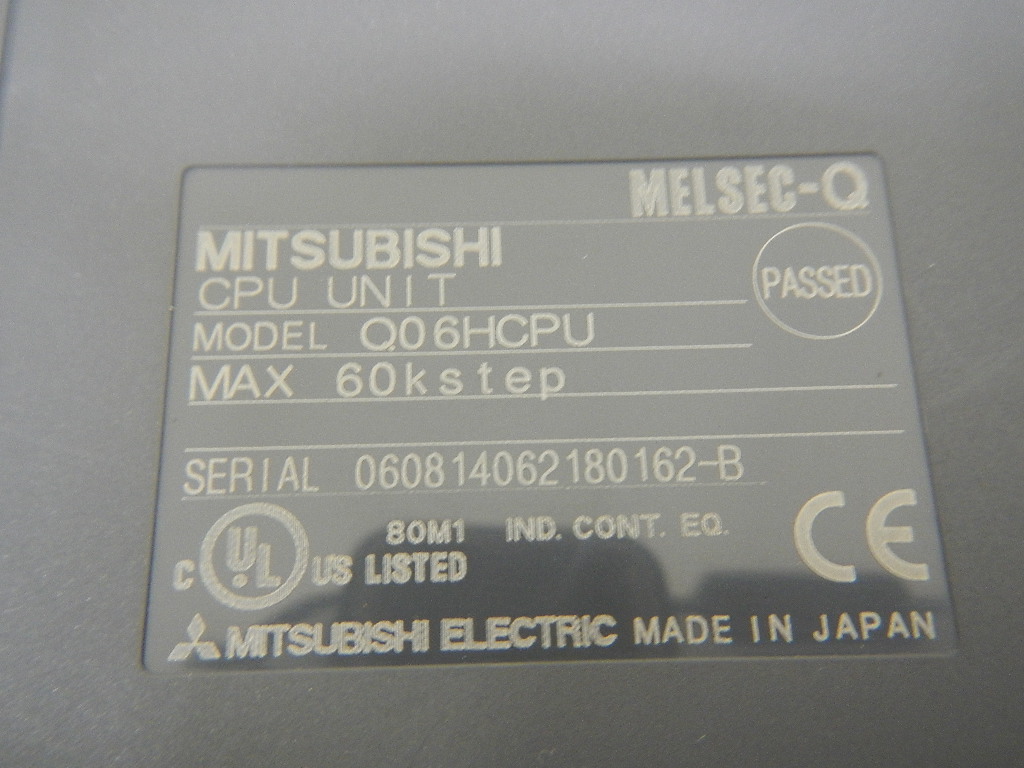 MELSEC-Q
MITSUBISHI
CPU UNIT
PASSED
MODEL Q06HCPU
MAX 60kstep
SERIAL 060814062180162-B
80M1 IND. CONT. EQ.
C UL US LISTED
CE
MITSUBISHI ELECTRIC MADE IN JAPAN